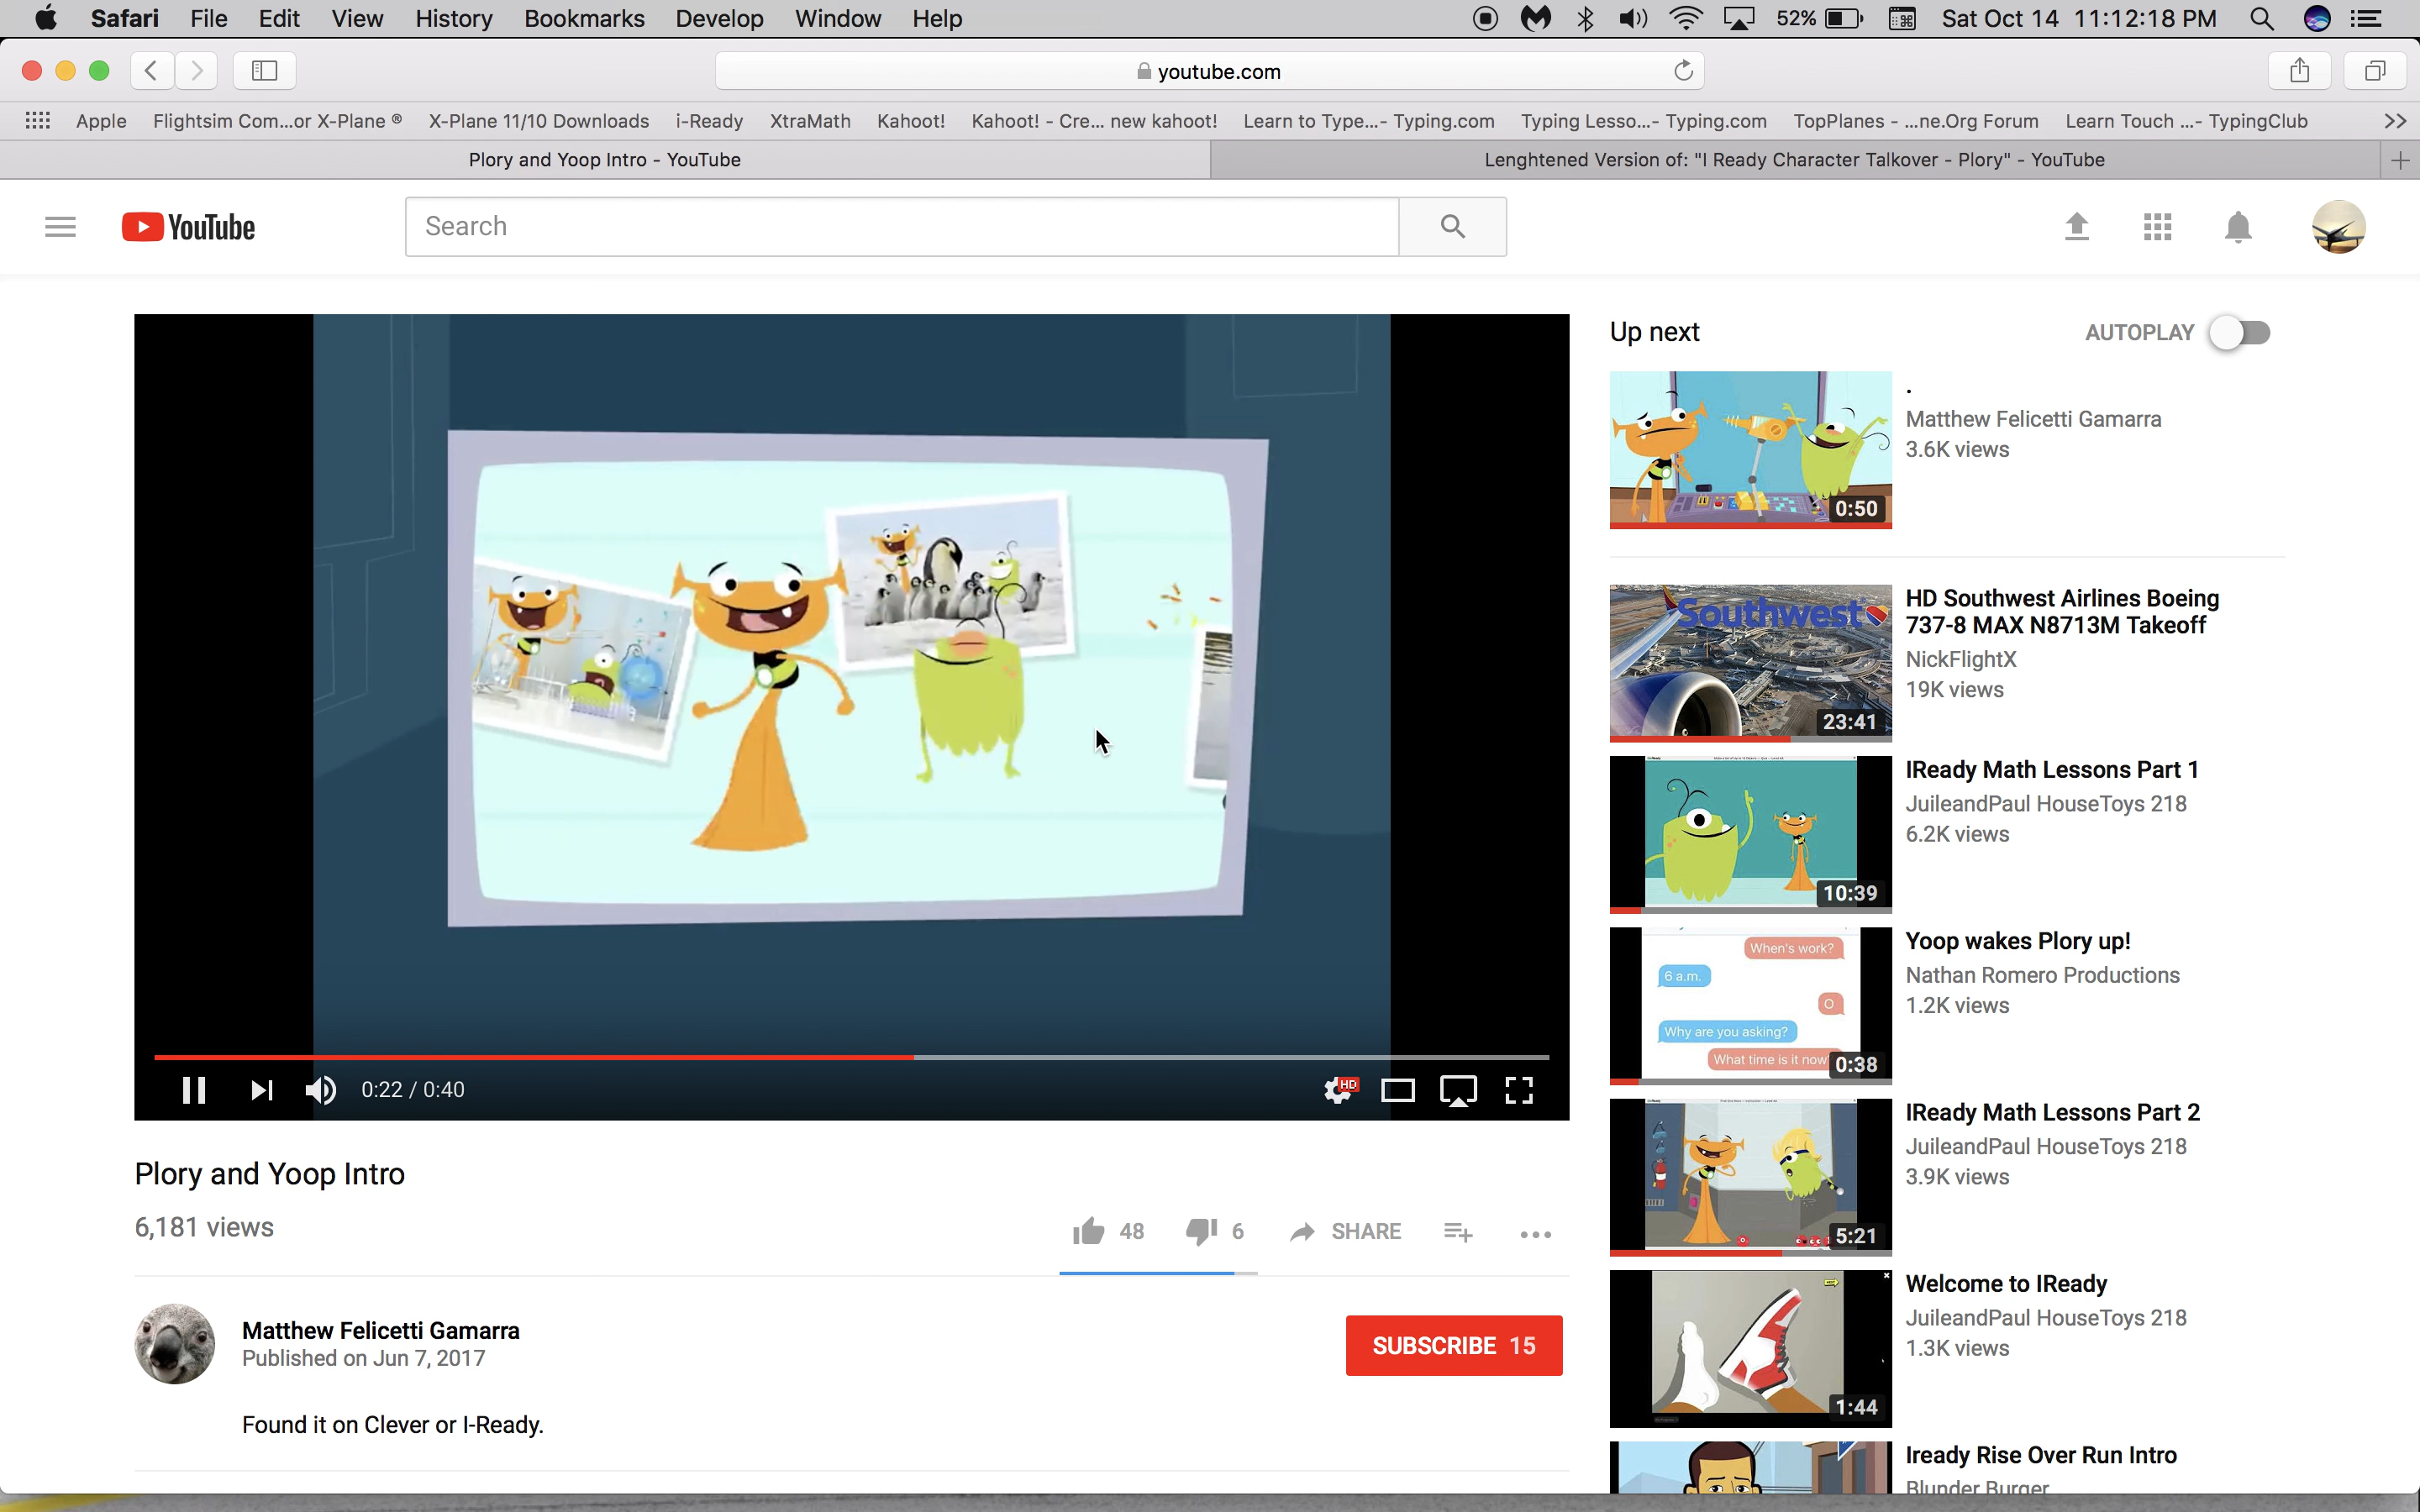 Safari File Edit View History Bookmarks Develop Window Help 52% Sat Oct 14 11:12:18 PM
youtube.com
Apple Flightsim Com...or X-Plane ® X-Plane 11/10 Downloads i-Ready XtraMath Kahoot! Kahoot! - Cre... new kahoot! Learn to Type...- Typing.com Typing Lesso...- Typing.com TopPlanes - ...ne.Org Forum Learn Touch ...- TypingClub >>
Plory and Yoop Intro - YouTube
Lenghtened Version of: "I Ready Character Talkover - Plory" - YouTube
YouTube
Search
0:22 / 0:40
HD
Plory and Yoop Intro
6,181 views
48 6 SHARE
Matthew Felicetti Gamarra
Published on Jun 7, 2017
SUBSCRIBE 15
Found it on Clever or I-Ready.
Up next AUTOPLAY
.
Matthew Felicetti Gamarra
3.6K views
0:50
Southwest
23:41
HD Southwest Airlines Boeing
737-8 MAX N8713M Takeoff
NickFlightX
19K views
10:39
IReady Math Lessons Part 1
JuileandPaul HouseToys 218
6.2K views
When's work?
6 a.m.
O
Why are you asking?
What time is it now
0:38
Yoop wakes Plory up!
Nathan Romero Productions
1.2K views
5:21
IReady Math Lessons Part 2
JuileandPaul HouseToys 218
3.9K views
1:44
Welcome to IReady
JuileandPaul HouseToys 218
1.3K views
Iready Rise Over Run Intro
Blunder Burger